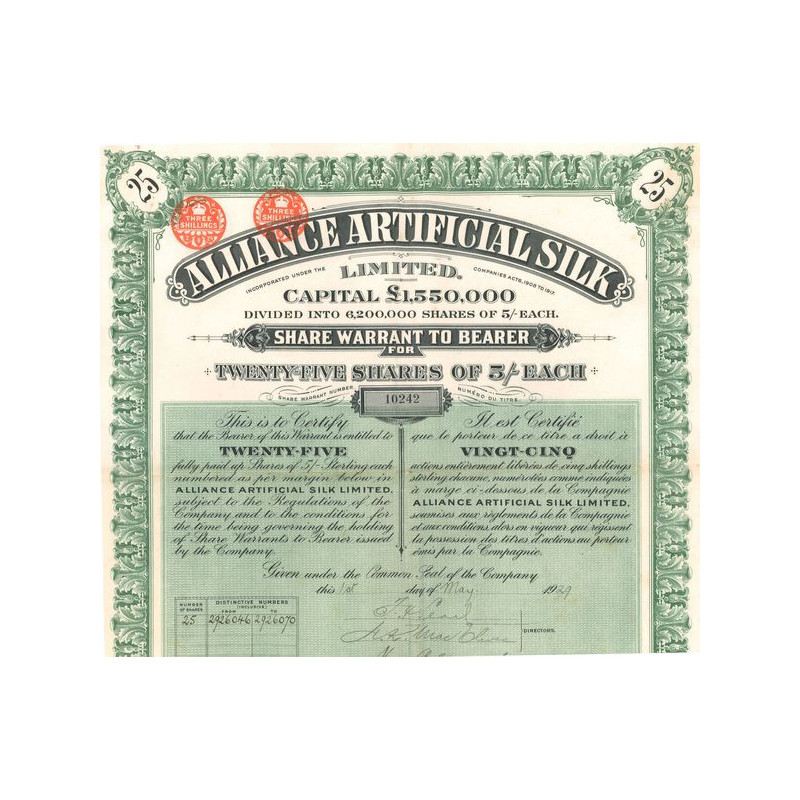 25
25
THREE
SHILLINGS
THREE
SHILLINGS
ALLIANCE ARTIFICIAL SILK
INCORPORATED UNDER THE LIMITED. COMPANIES ACTS, 1908 TO 1917.
CAPITAL £1,550,000
DIVIDED INTO 6,200,000 SHARES OF 5/- EACH.
SHARE WARRANT TO BEARER
FOR
TWENTY-FIVE SHARES OF 5/- EACH
SHARE WARRANT NUMBER. 10242 NUMÉRO DU TITRE.
This is to Certify
that the Bearer of this Warrant is entitled to
TWENTY-FIVE
fully paid up Shares of 5/- Sterling each
numbered as per margin below in
ALLIANCE ARTIFICIAL SILK LIMITED,
subject to the Regulations of the
Company and to the conditions for
the time being governing the holding
of Share Warrants to Bearer issued
by the Company.
Il est Certifié
que le porteur de ce titre a droit à
VINGT-CINQ
actions entièrement libérées de cinq shillings
sterling chacune, numérotées comme indiquées
à marge ci-dessous de la Compagnie
ALLIANCE ARTIFICIAL SILK LIMITED,
soumises aux règlements de la Compagnie
et aux conditions, alors en vigueur qui régissent
la possession des titres d'actions au porteur
émis par la Compagnie.
Given under the Common Seal of the Company
this 1st day of May 1929
NUMBER OF SHARES
DISTINCTIVE NUMBERS
(INCLUSIVE)
FROM TO
25 2926046 2926070
DIRECTORS.